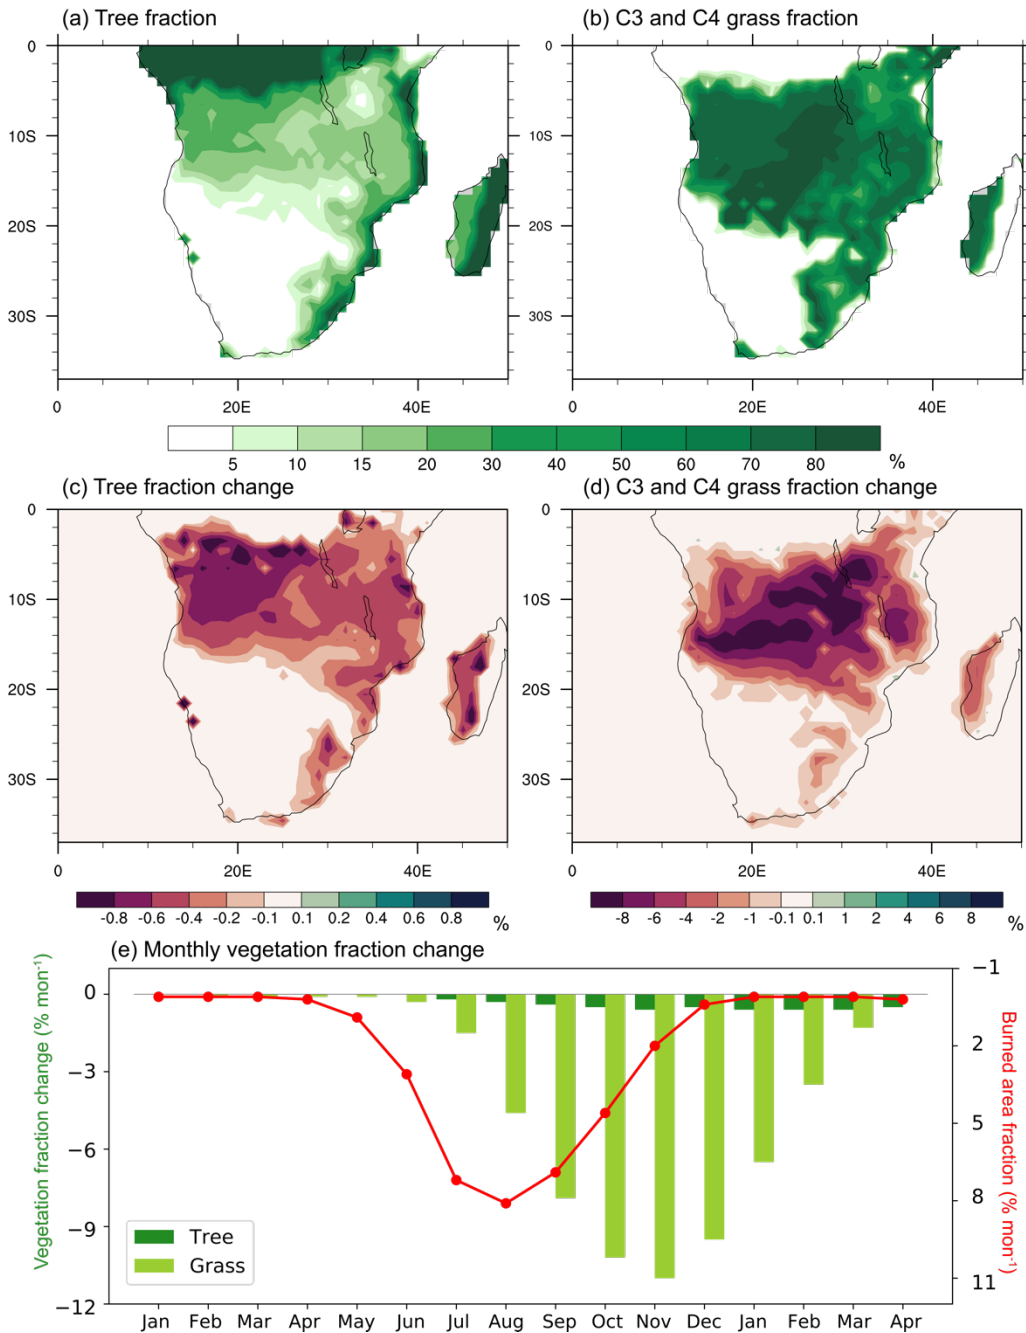 (a) Tree fraction
(b) C3 and C4 grass fraction
0
10S
20S
30S
0
20E
40E
0
10S
20S
30S
0
20E
40E
5 10 15 20 30 40 50 60 70 80 %
(c) Tree fraction change
(d) C3 and C4 grass fraction change
0
10S
20S
30S
0
20E
40E
0
10S
20S
30S
0
20E
40E
-0.8 -0.6 -0.4 -0.2 -0.1 0.1 0.2 0.4 0.6 0.8 %
-8 -6 -4 -2 -1 -0.1 0.1 1 2 4 6 8 %
(e) Monthly vegetation fraction change
Vegetation fraction change (% mon⁻¹)
0
−3
−6
−9
−12
Tree
Grass
−1
2
5
8
11
Burned area fraction (% mon⁻¹)
Jan Feb Mar Apr May Jun Jul Aug Sep Oct Nov Dec Jan Feb Mar Apr